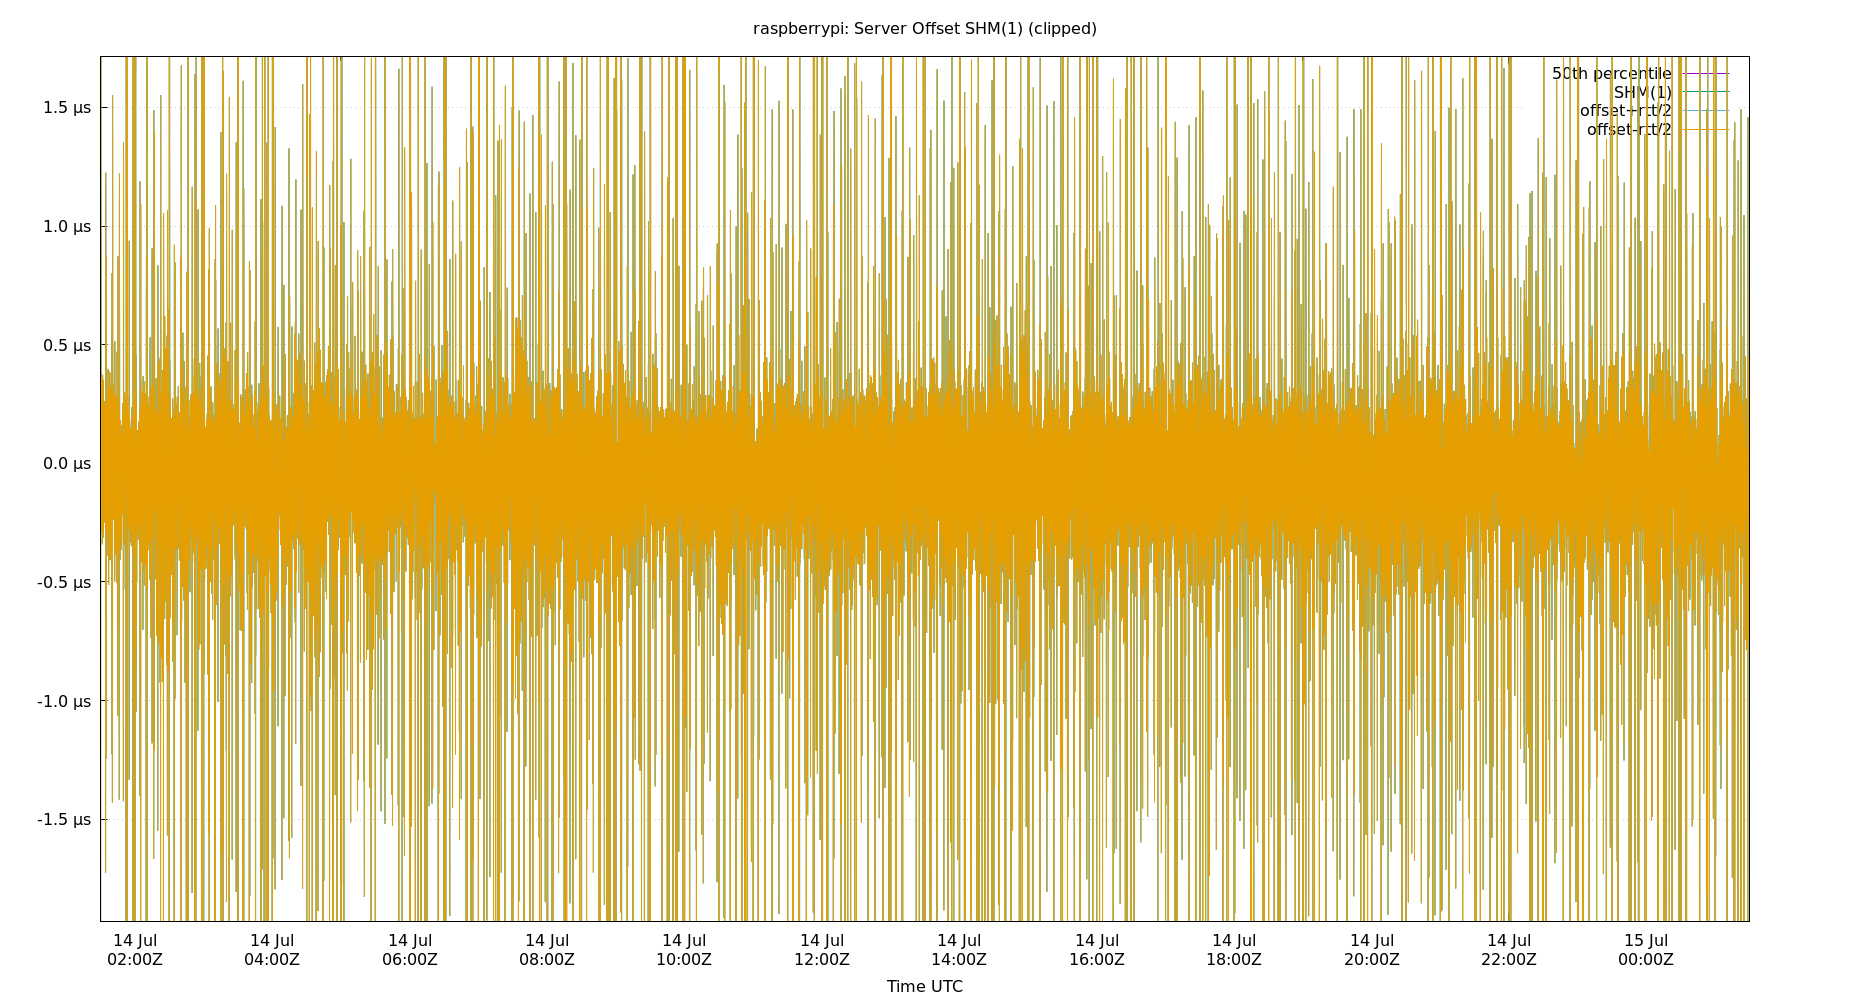 raspberrypi: Server Offset SHM(1) (clipped)
50th percentile
SHM(1)
offset+rtt/2
offset-rtt/2
1.5 µs
1.0 µs
0.5 µs
0.0 µs
-0.5 µs
-1.0 µs
-1.5 µs
14 Jul 14 Jul 14 Jul 14 Jul 14 Jul 14 Jul 14 Jul 14 Jul 14 Jul 14 Jul 14 Jul 15 Jul
02:00Z 04:00Z 06:00Z 08:00Z 10:00Z 12:00Z 14:00Z 16:00Z 18:00Z 20:00Z 22:00Z 00:00Z
Time UTC